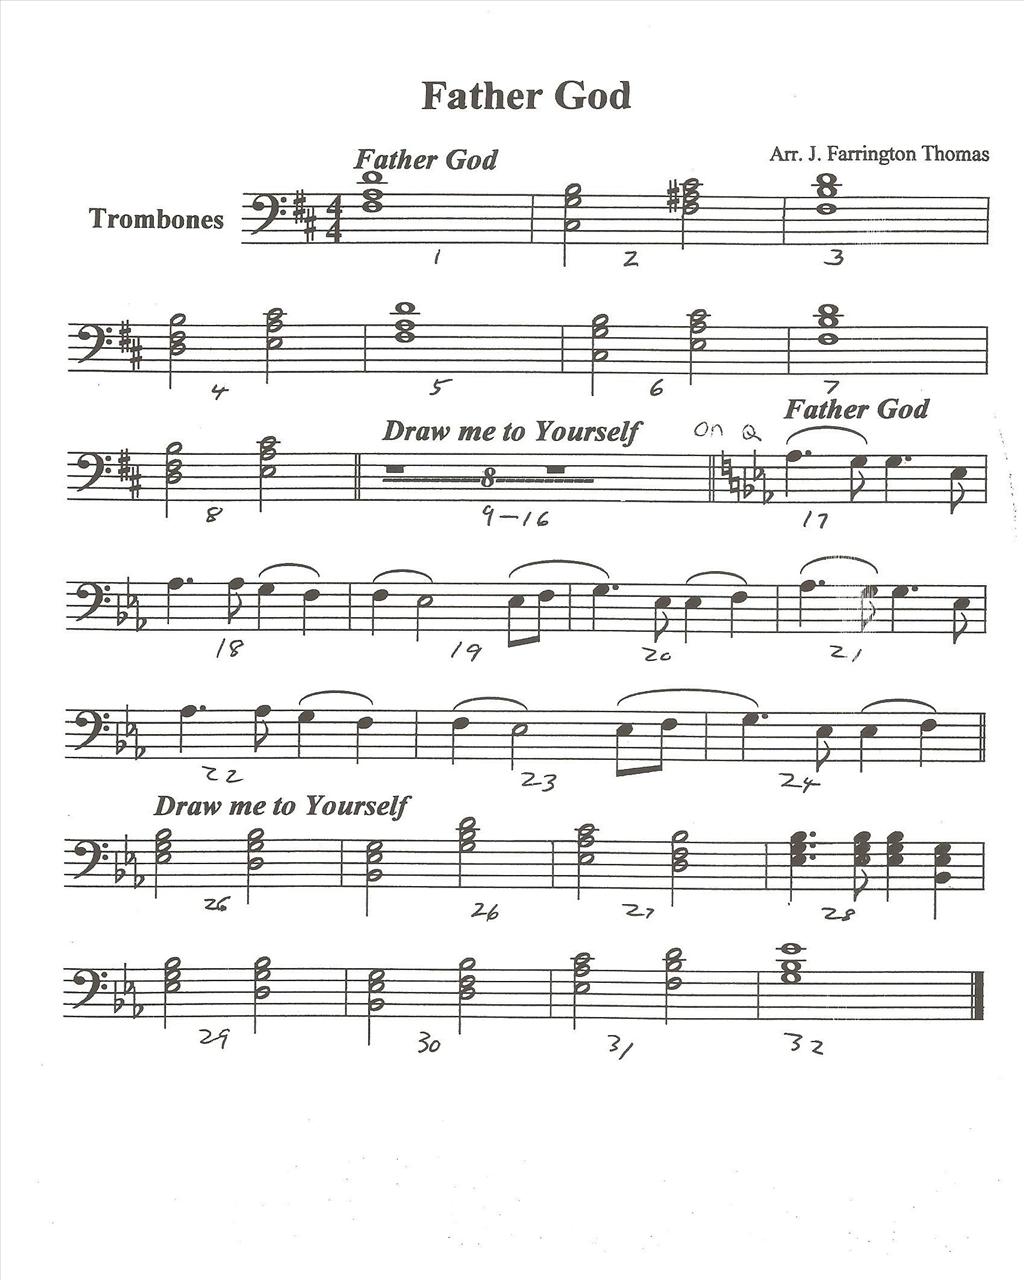 Father God
Father God
Arr. J. Farrington Thomas
Trombones
4
4
1 2 3
4 5 6 7
Father God
Draw me to Yourself
On Q
8
8 9-16 17
18 19 20 21
22 23 24
Draw me to Yourself
26 26 27 28
29 30 31 32